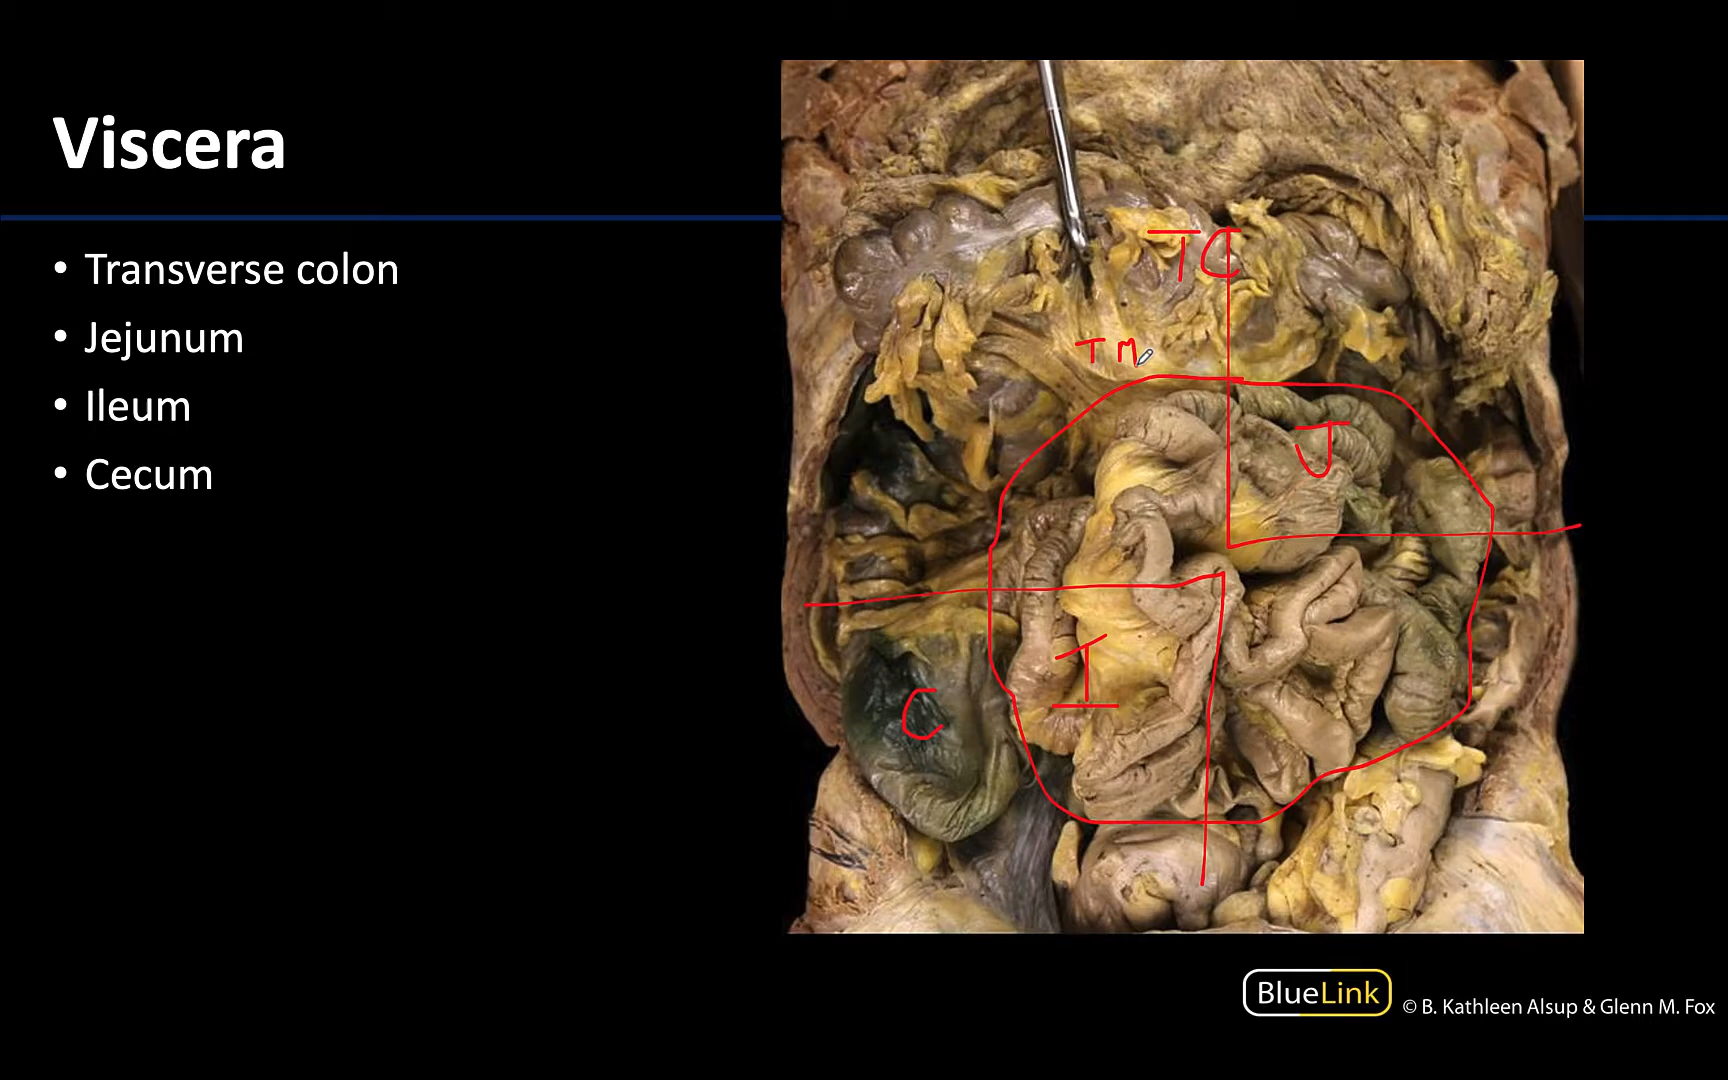 Viscera
• Transverse colon
• Jejunum
• Ileum
• Cecum
TC
TM
J
I
C
BlueLink
© B. Kathleen Alsup & Glenn M. Fox